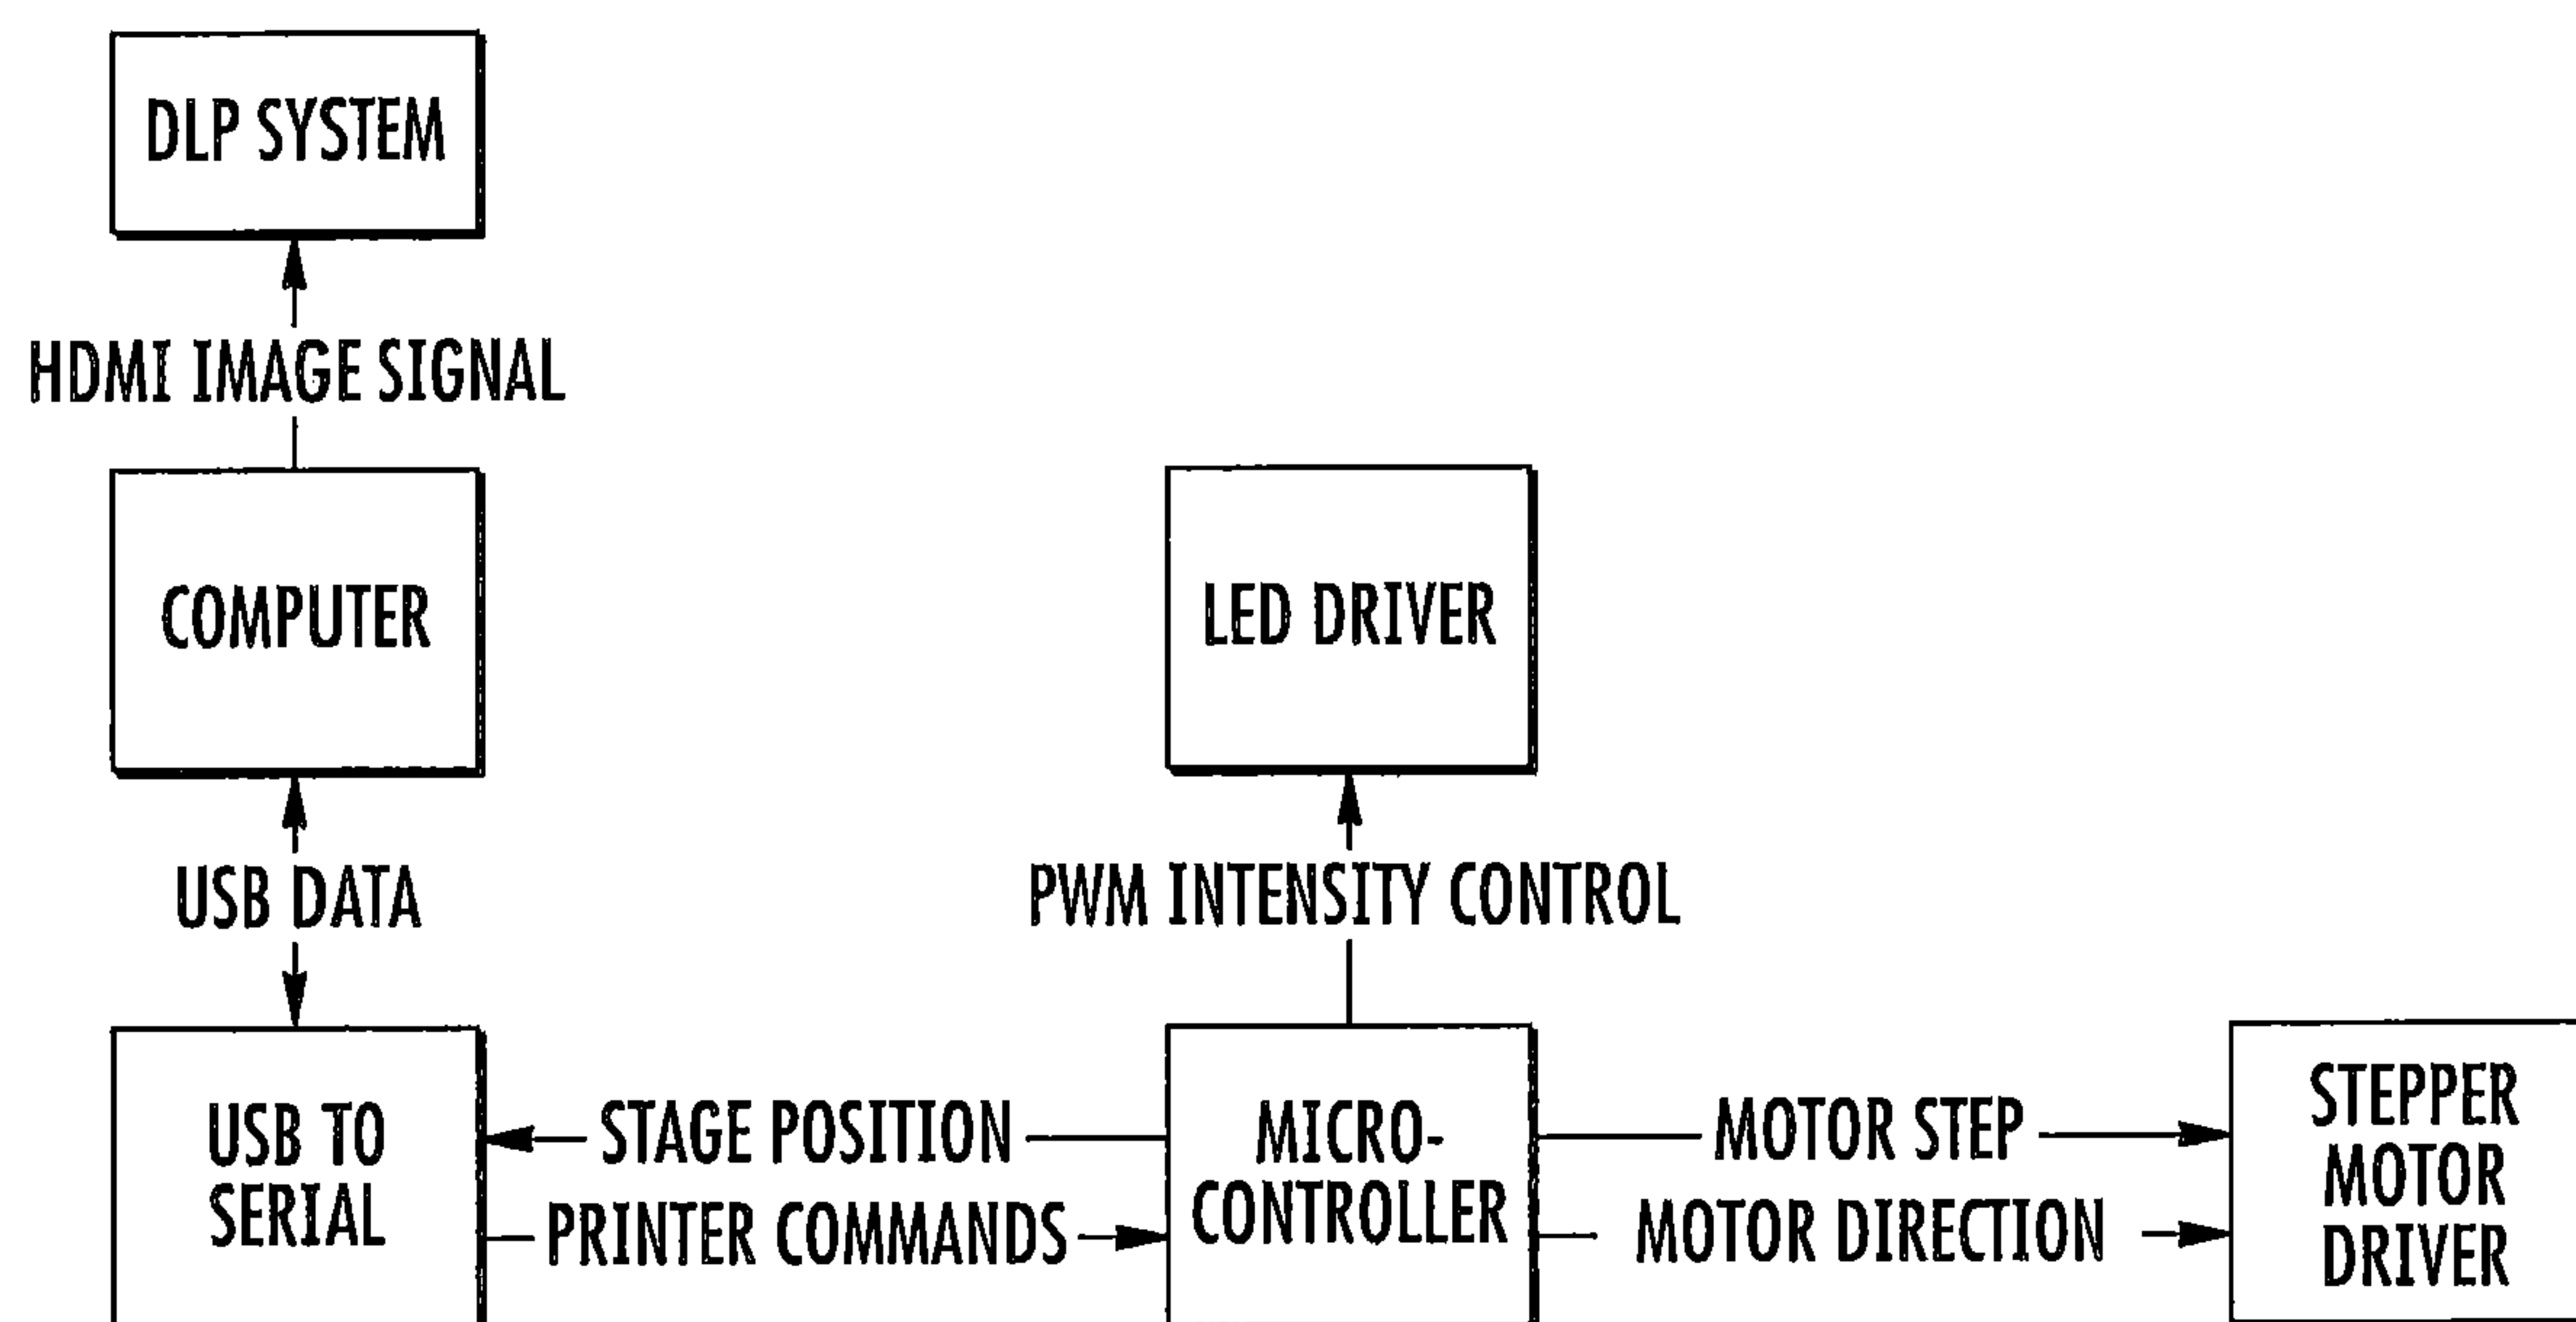 DLP SYSTEM
HDMI IMAGE SIGNAL
COMPUTER
LED DRIVER
USB DATA
PWM INTENSITY CONTROL
USB TO
SERIAL
STAGE POSITION
PRINTER COMMANDS
MICRO-
CONTROLLER
MOTOR STEP
MOTOR DIRECTION
STEPPER
MOTOR
DRIVER